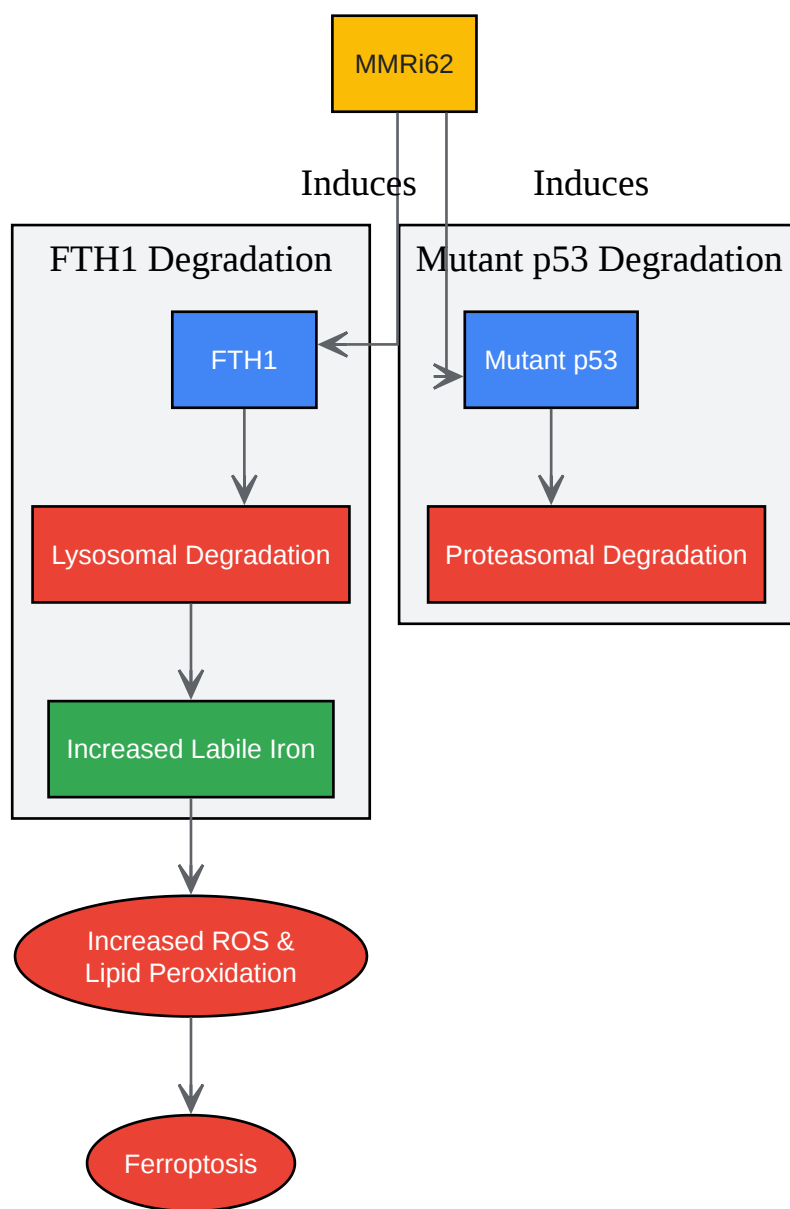 MMRi62
Induces
Induces
FTH1 Degradation
Mutant p53 Degradation
FTH1
Mutant p53
Lysosomal Degradation
Proteasomal Degradation
Increased Labile Iron
Increased ROS &
Lipid Peroxidation
Ferroptosis